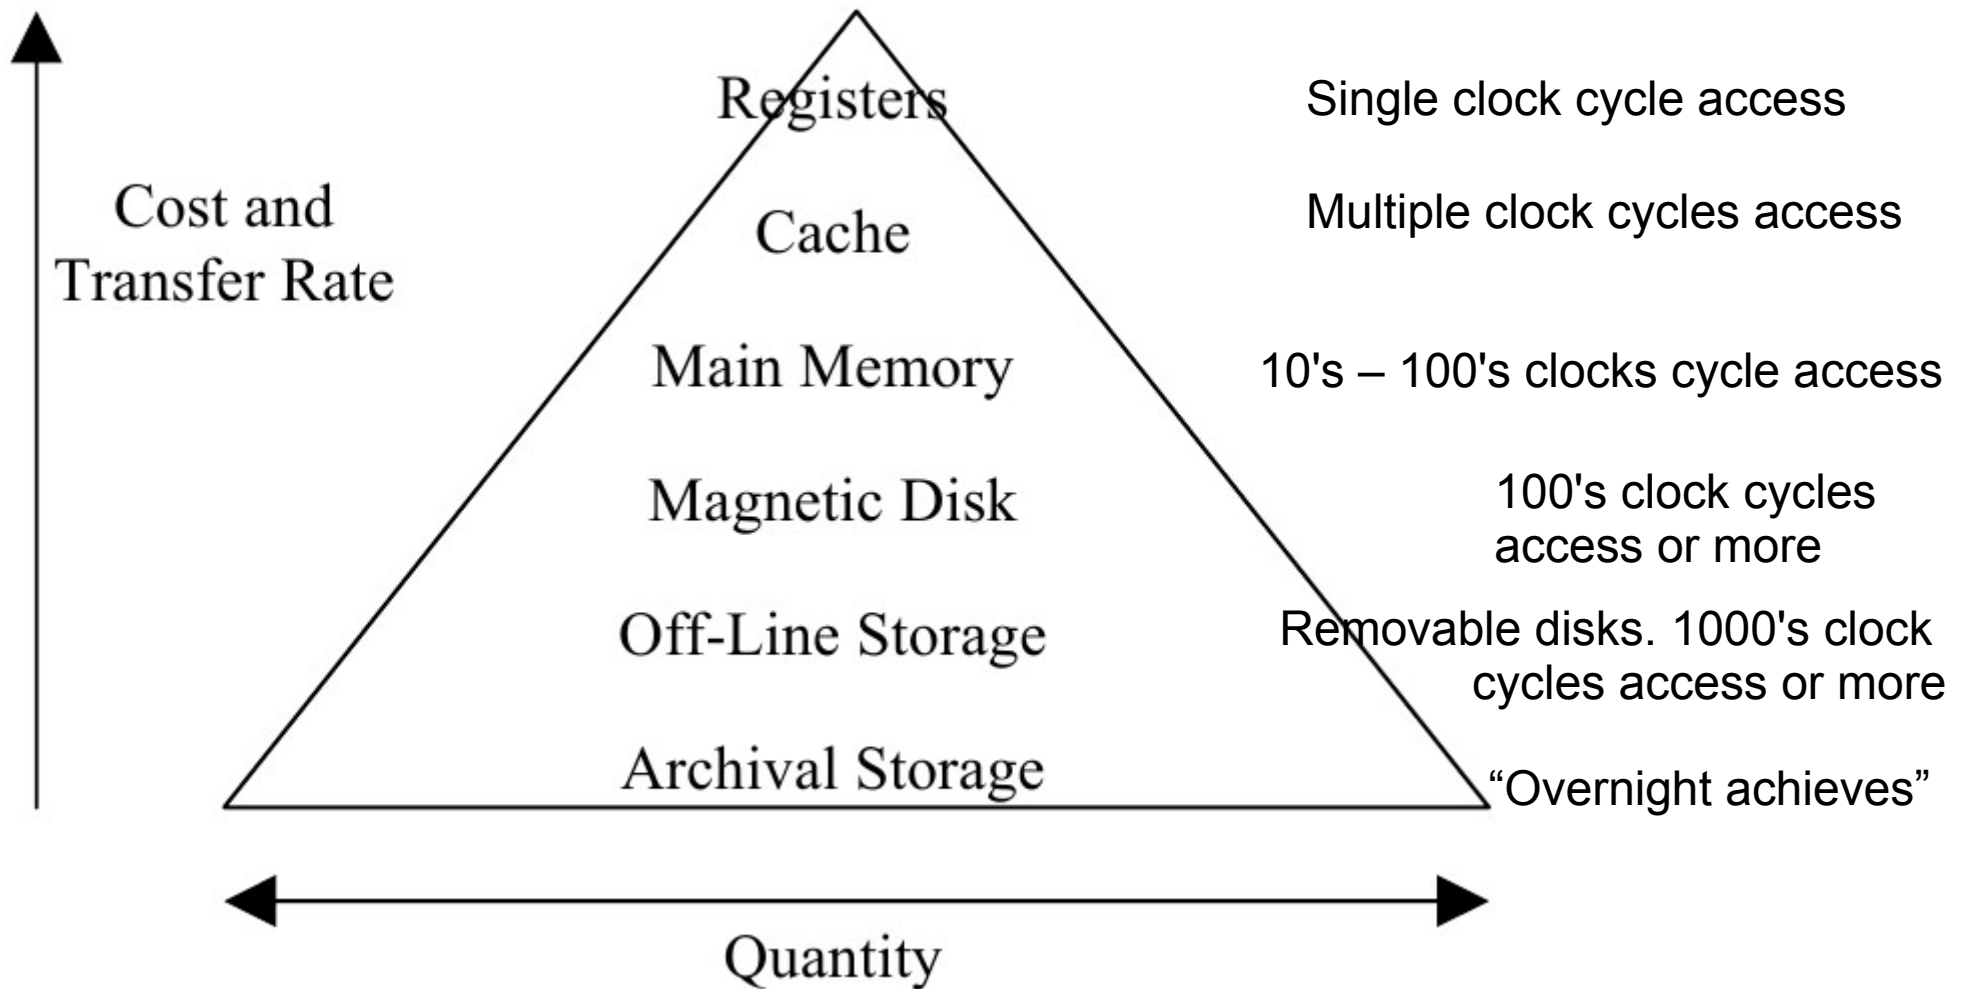 Registers
Single clock cycle access
Cost and
Transfer Rate
Cache
Multiple clock cycles access
Main Memory
10's – 100's clocks cycle access
Magnetic Disk
100's clock cycles
access or more
Off-Line Storage
Removable disks. 1000's clock
cycles access or more
Archival Storage
“Overnight achieves”
Quantity